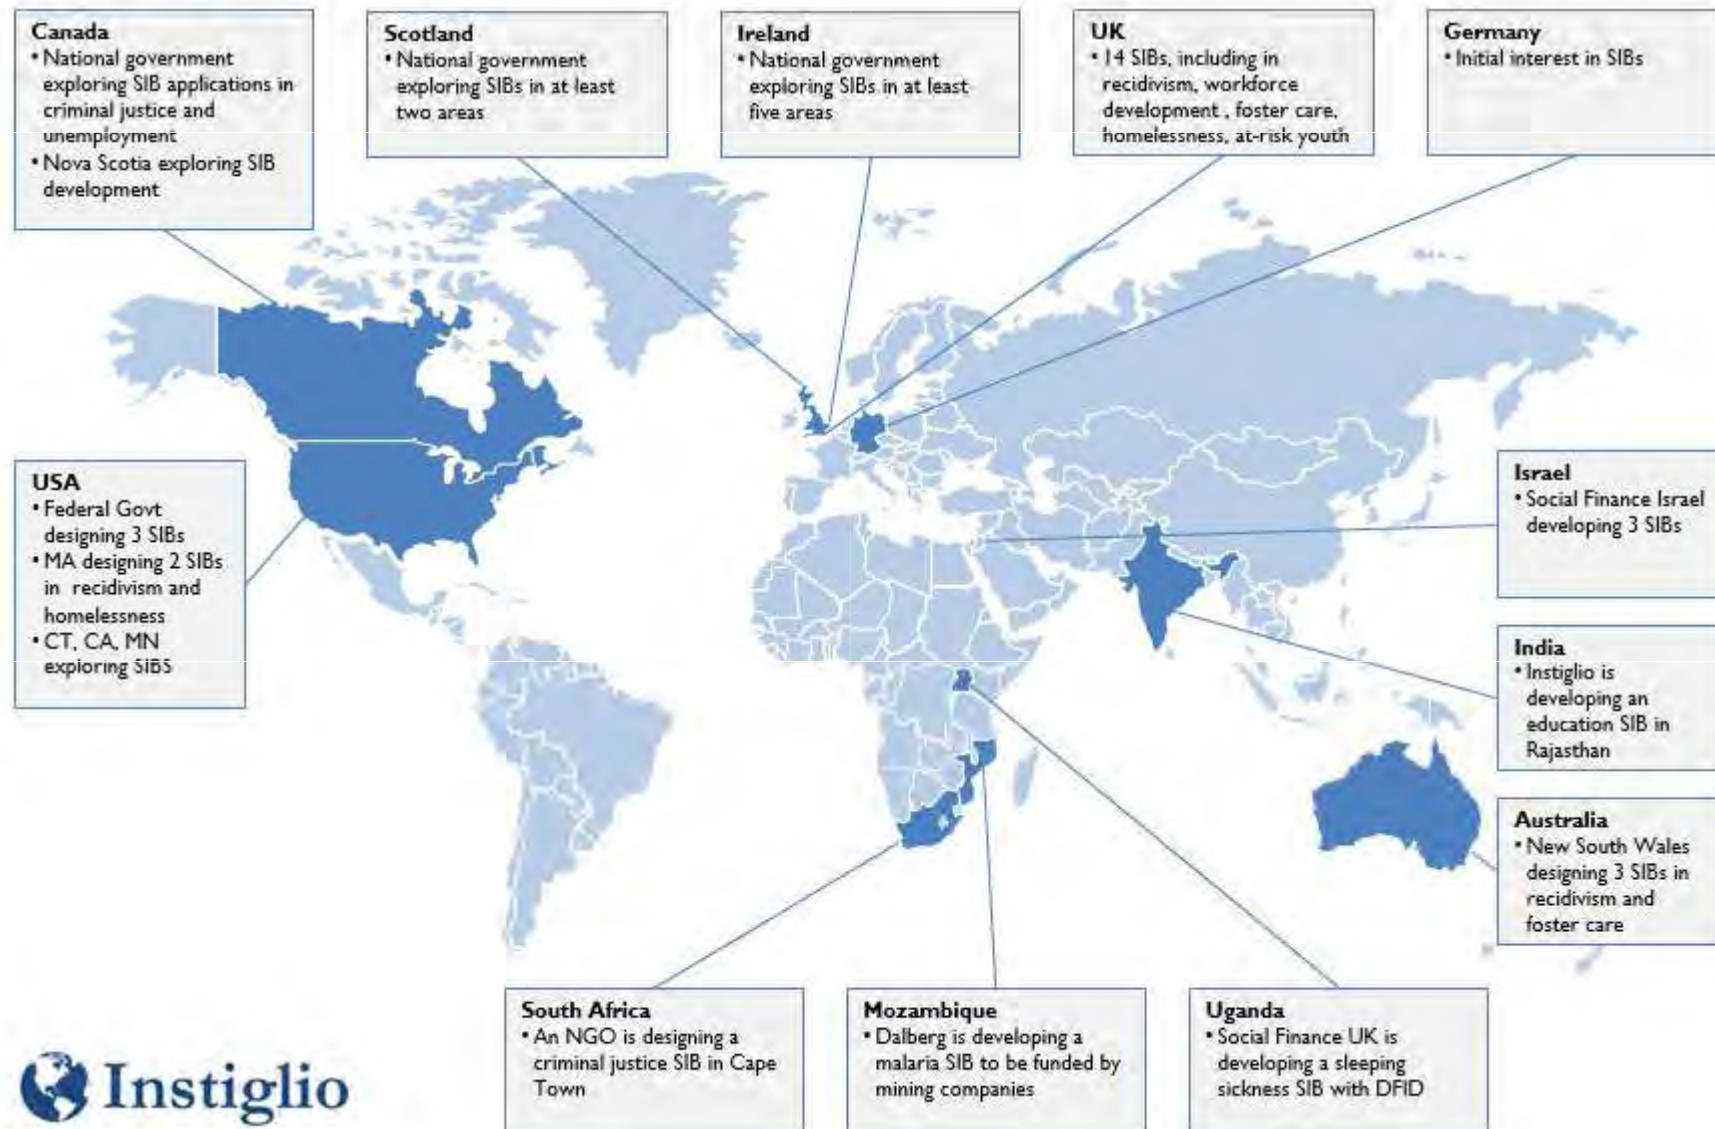 Canada
• National government
exploring SIB applications in
criminal justice and
unemployment
• Nova Scotia exploring SIB
development
Scotland
• National government
exploring SIBs in at least
two areas
Ireland
• National government
exploring SIBs in at least
five areas
UK
• 14 SIBs, including in
recidivism, workforce
development , foster care,
homelessness, at-risk youth
Germany
• Initial interest in SIBs
USA
• Federal Govt
designing 3 SIBs
• MA designing 2 SIBs
in recidivism and
homelessness
• CT, CA, MN
exploring SIBS
Israel
• Social Finance Israel
developing 3 SIBs
India
• Instiglio is
developing an
education SIB in
Rajasthan
Australia
• New South Wales
designing 3 SIBs in
recidivism and
foster care
South Africa
• An NGO is designing a
criminal justice SIB in Cape
Town
Mozambique
• Dalberg is developing a
malaria SIB to be funded by
mining companies
Uganda
• Social Finance UK is
developing a sleeping
sickness SIB with DFID
Instiglio